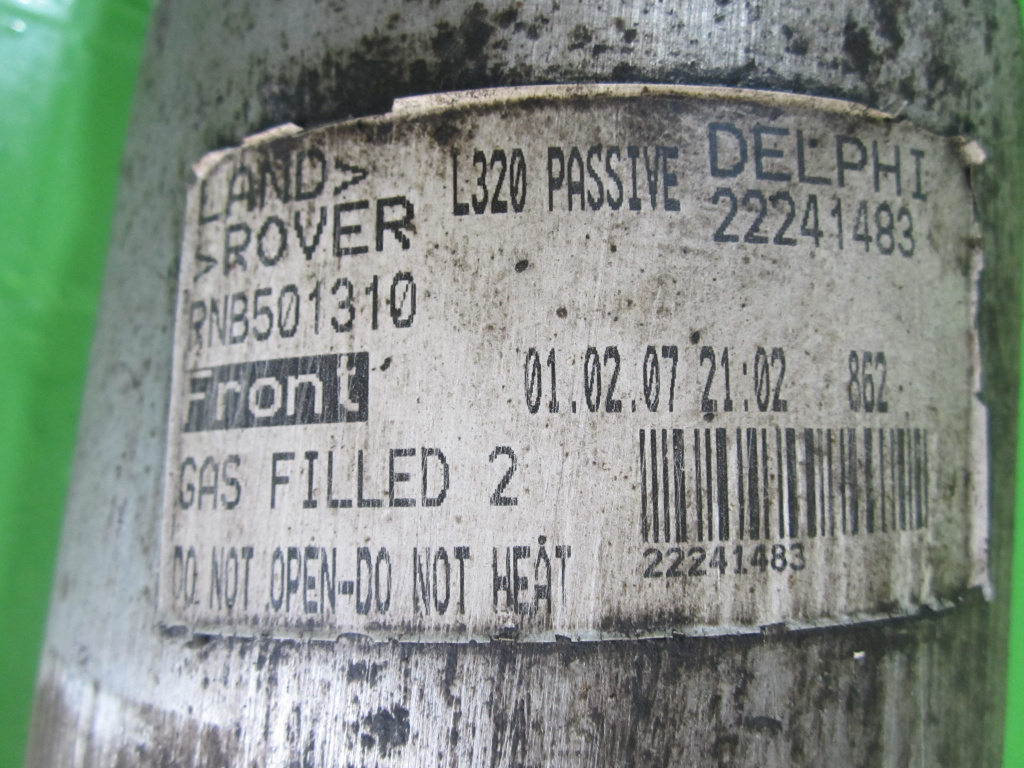 LAND>
>ROVER
L320 PASSIVE
DELPHI
22241483
RNB501310
Front
01.02.07 21:02 862
GAS FILLED 2
22241483
DO NOT OPEN-DO NOT HEAT